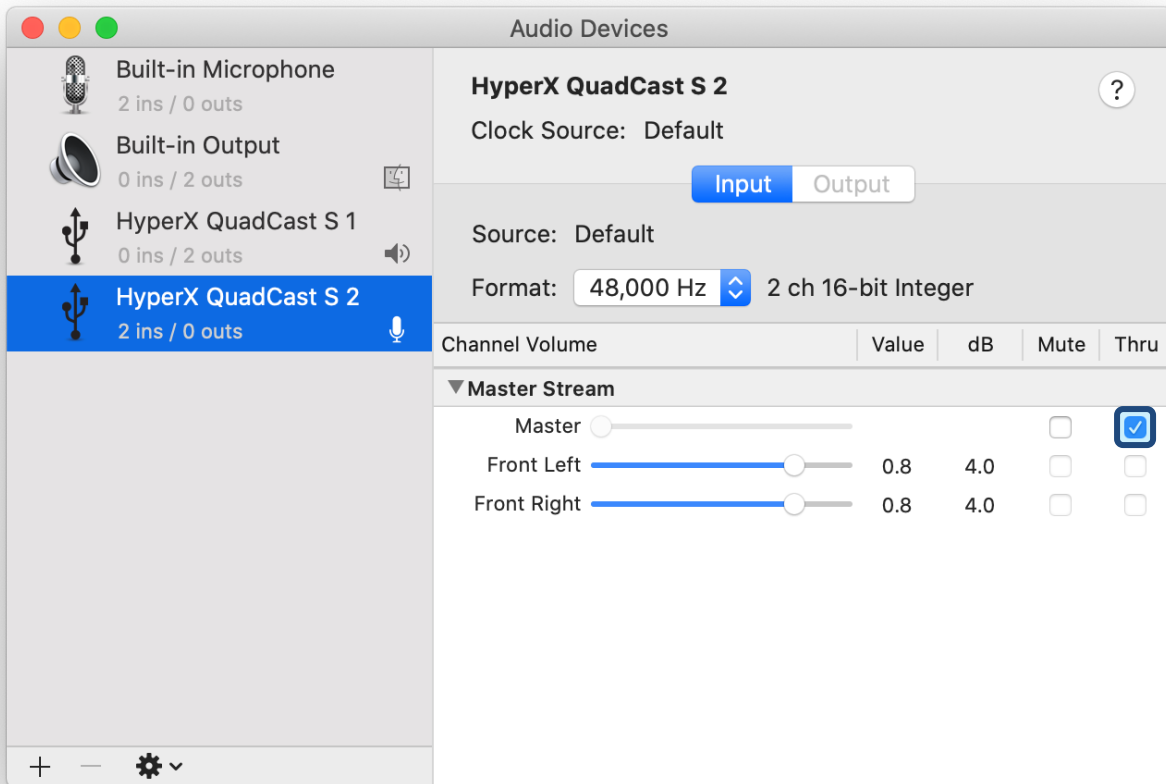 Audio Devices
Built-in Microphone
2 ins / 0 outs
Built-in Output
0 ins / 2 outs
HyperX QuadCast S 1
0 ins / 2 outs
HyperX QuadCast S 2
2 ins / 0 outs
HyperX QuadCast S 2
?
Clock Source: Default
Input Output
Source: Default
Format: 48,000 Hz 2 ch 16-bit Integer
Channel Volume Value dB Mute Thru
Master Stream
Master
Front Left 0.8 4.0
Front Right 0.8 4.0